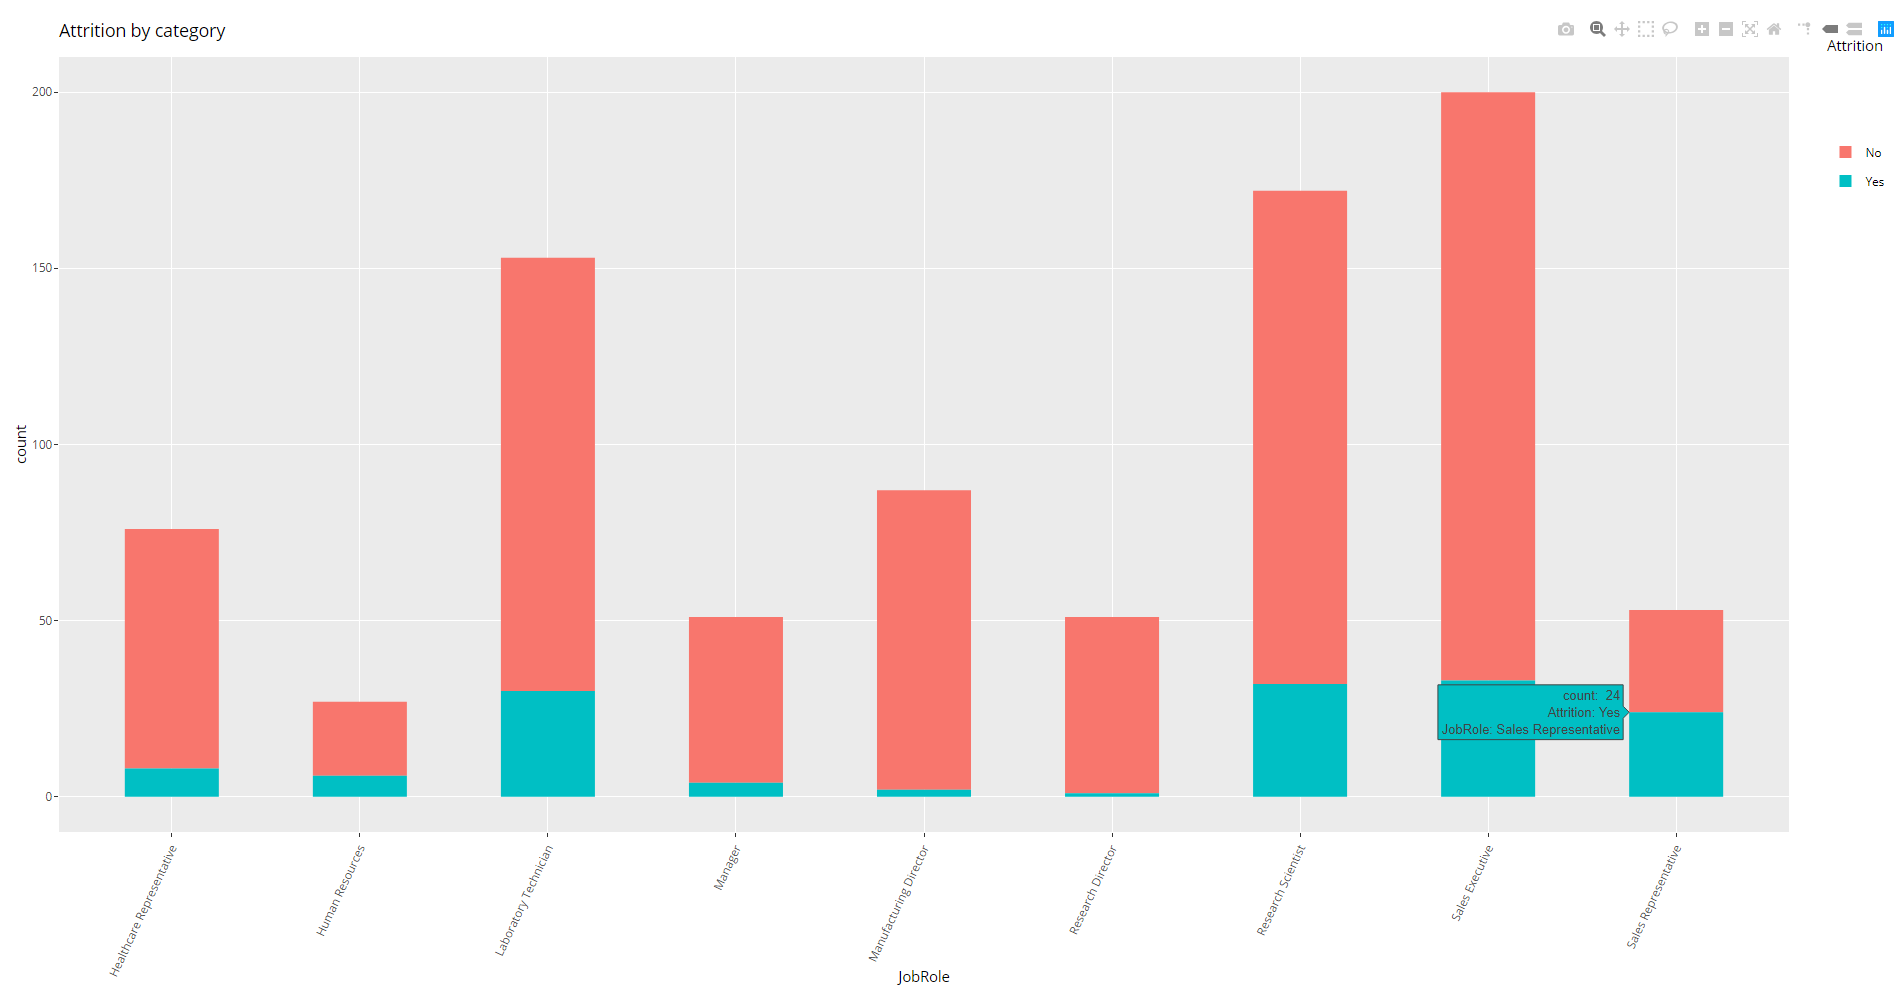 Attrition by category
Attrition
No
Yes
count
200
150
100
50
0
count: 24
Attrition: Yes
JobRole: Sales Representative
Healthcare Representative
Human Resources
Laboratory Technician
Manager
Manufacturing Director
Research Director
Research Scientist
Sales Executive
Sales Representative
JobRole